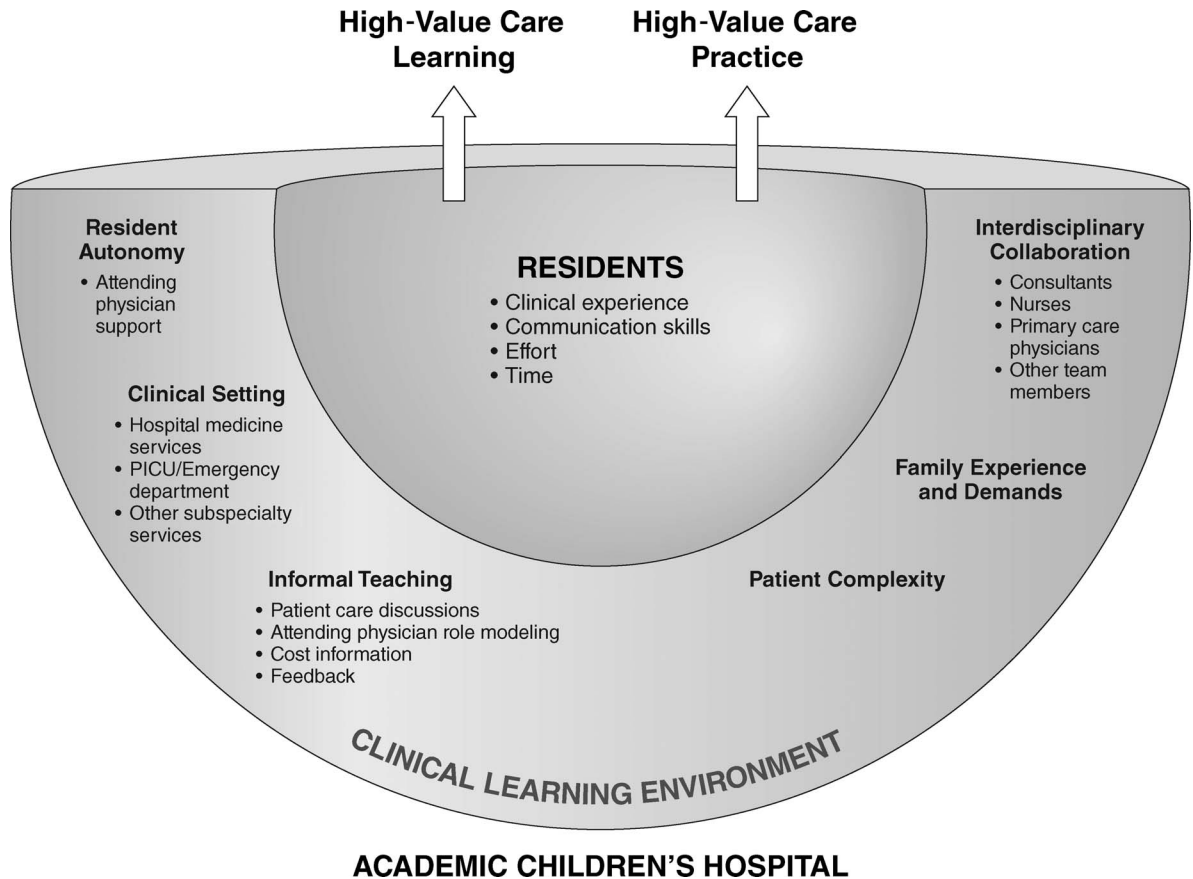 High-Value Care
Learning
High-Value Care
Practice
Resident
Autonomy
• Attending
physician
support
Clinical Setting
• Hospital medicine
services
• PICU/Emergency
department
• Other subspecialty
services
Informal Teaching
• Patient care discussions
• Attending physician role modeling
• Cost information
• Feedback
RESIDENTS
• Clinical experience
• Communication skills
• Effort
• Time
Interdisciplinary
Collaboration
• Consultants
• Nurses
• Primary care
physicians
• Other team
members
Family Experience
and Demands
Patient Complexity
CLINICAL LEARNING ENVIRONMENT
ACADEMIC CHILDREN'S HOSPITAL